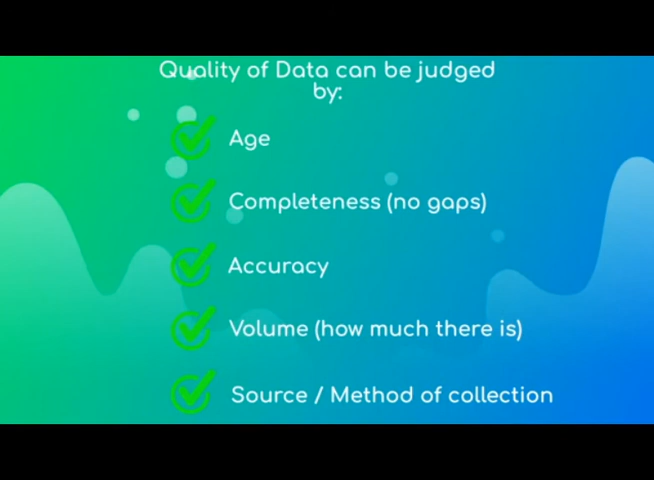 Quality of Data can be judged
by:
Age
Completeness (no gaps)
Accuracy
Volume (how much there is)
Source / Method of collection